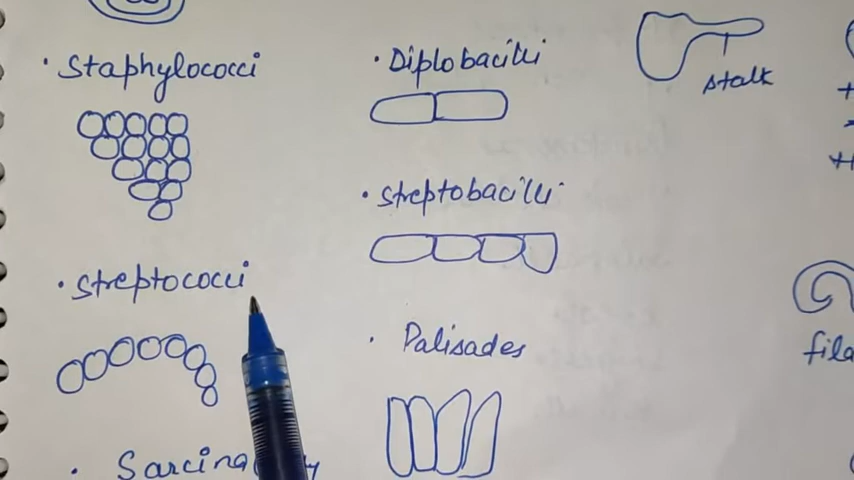 • Staphylococci
• Streptococci
• Sarcina
• Diplobacilli
• Streptobacilli
• Palisades
stalk
fila